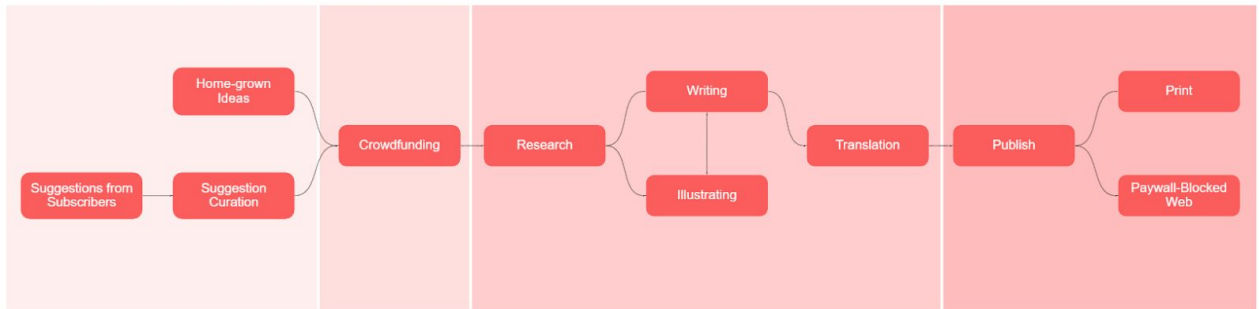 Home-grown
Ideas
Suggestions from
Subscribers
Suggestion
Curation
Crowdfunding
Research
Writing
Illustrating
Translation
Publish
Print
Paywall-Blocked
Web